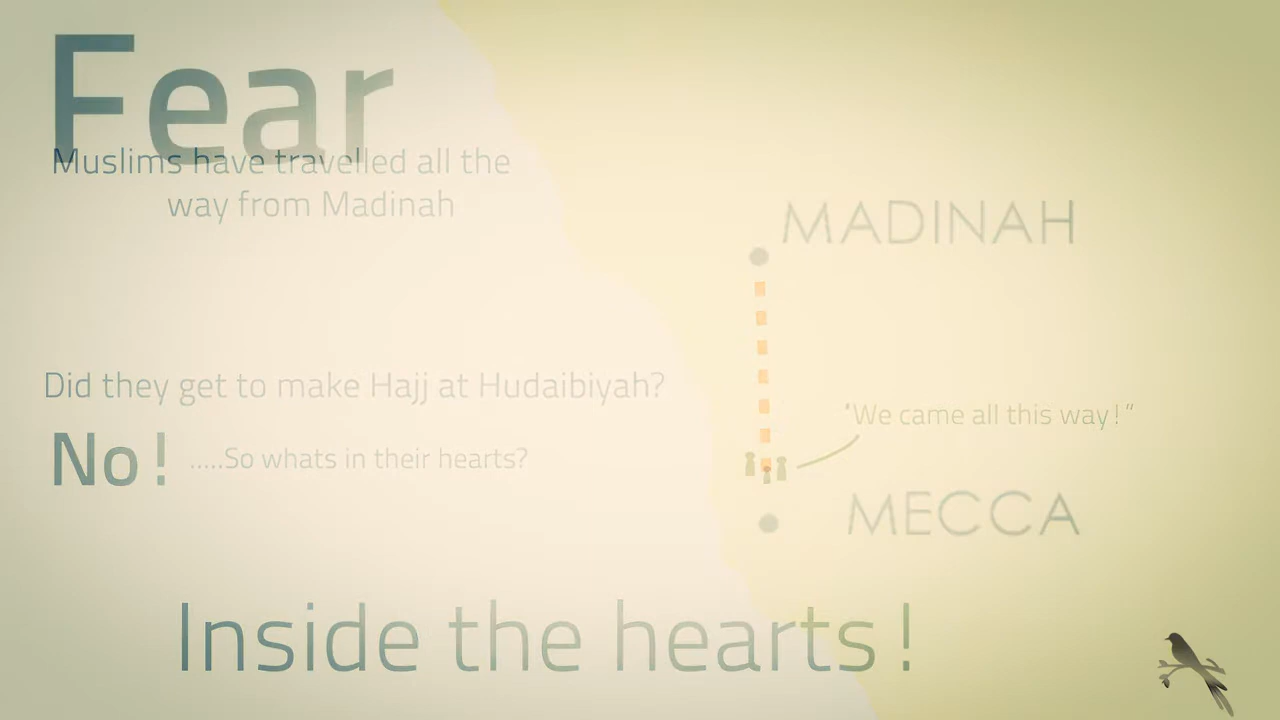 Fear
Muslims have travelled all the
way from Madinah
MADINAH
Did they get to make Hajj at Hudaibiyah?
"We came all this way!"
No!
.....So whats in their hearts?
MECCA
Inside the hearts!